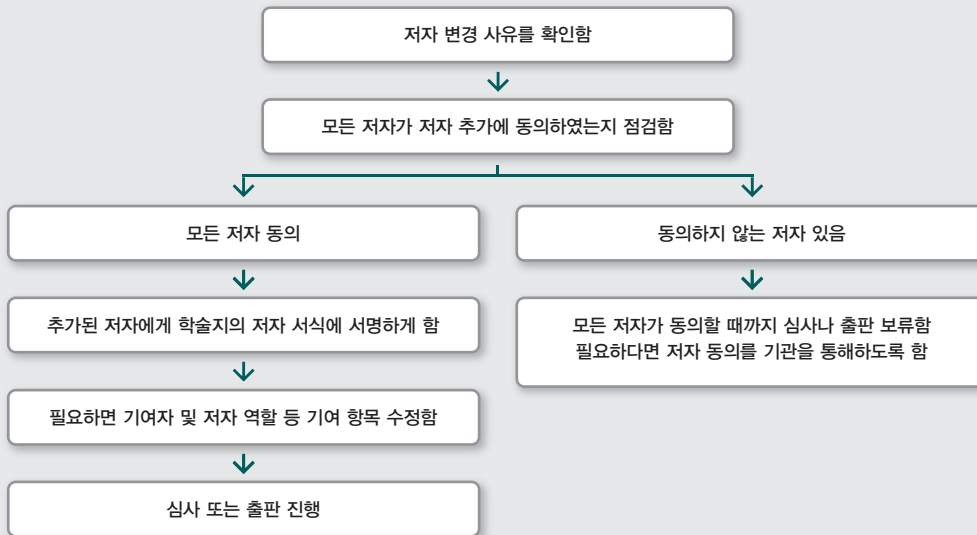 저자 변경 사유를 확인함
모든 저자가 저자 추가에 동의하였는지 점검함
모든 저자 동의
동의하지 않는 저자 있음
추가된 저자에게 학술지의 저자 서식에 서명하게 함
모든 저자가 동의할 때까지 심사나 출판 보류함
필요하다면 저자 동의를 기관을 통해하도록 함
필요하면 기여자 및 저자 역할 등 기여 항목 수정함
심사 또는 출판 진행